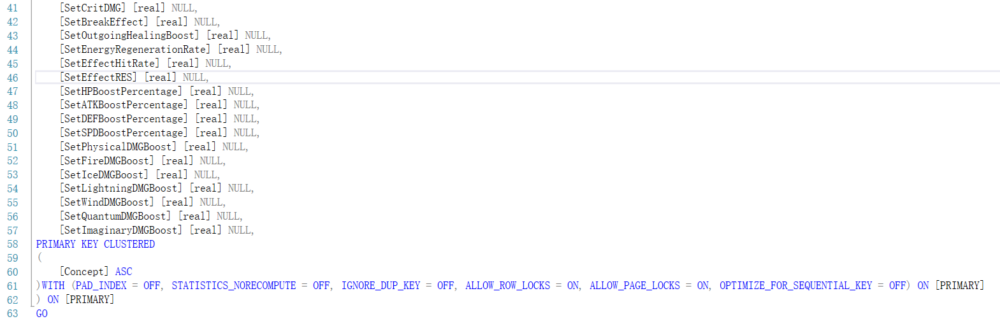 41 [SetCritDMG] [real] NULL,
42 [SetBreakEffect] [real] NULL,
43 [SetOutgoingHealingBoost] [real] NULL,
44 [SetEnergyRegenerationRate] [real] NULL,
45 [SetEffectHitRate] [real] NULL,
46 [SetEffectRES] [real] NULL,
47 [SetHPBoostPercentage] [real] NULL,
48 [SetATKBoostPercentage] [real] NULL,
49 [SetDEFBoostPercentage] [real] NULL,
50 [SetSPDBoostPercentage] [real] NULL,
51 [SetPhysicalDMGBoost] [real] NULL,
52 [SetFireDMGBoost] [real] NULL,
53 [SetIceDMGBoost] [real] NULL,
54 [SetLightningDMGBoost] [real] NULL,
55 [SetWindDMGBoost] [real] NULL,
56 [SetQuantumDMGBoost] [real] NULL,
57 [SetImaginaryDMGBoost] [real] NULL,
58 PRIMARY KEY CLUSTERED
59 (
60 [Concept] ASC
61 )WITH (PAD_INDEX = OFF, STATISTICS_NORECOMPUTE = OFF, IGNORE_DUP_KEY = OFF, ALLOW_ROW_LOCKS = ON, ALLOW_PAGE_LOCKS = ON, OPTIMIZE_FOR_SEQUENTIAL_KEY = OFF) ON [PRIMARY]
62 ) ON [PRIMARY]
63 GO